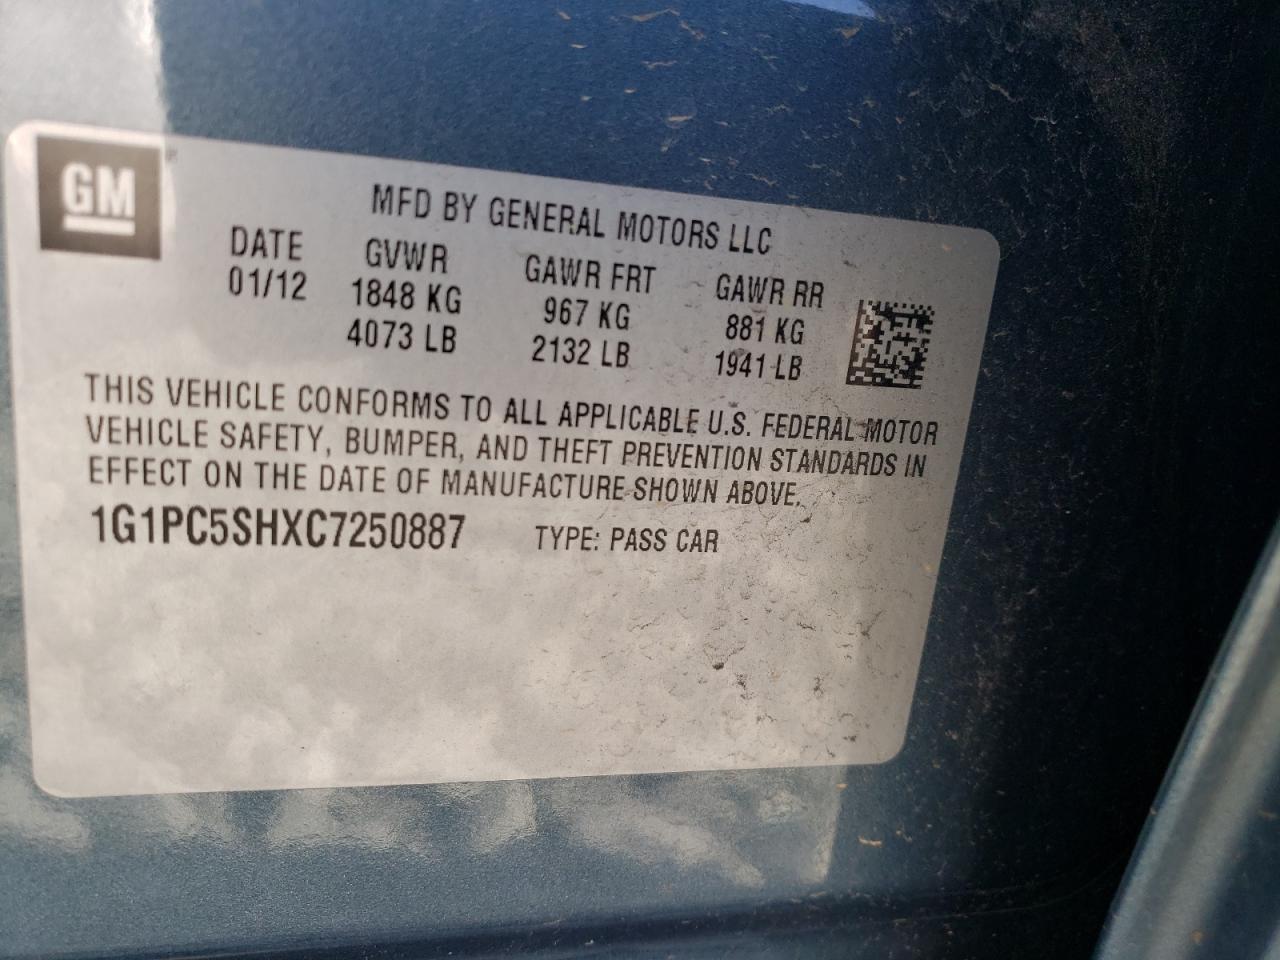 GM
MFD BY GENERAL MOTORS LLC
DATE GVWR GAWR FRT GAWR RR
01/12 1848 KG 967 KG 881 KG
4073 LB 2132 LB 1941 LB
THIS VEHICLE CONFORMS TO ALL APPLICABLE U.S. FEDERAL MOTOR
VEHICLE SAFETY, BUMPER, AND THEFT PREVENTION STANDARDS IN
EFFECT ON THE DATE OF MANUFACTURE SHOWN ABOVE.
1G1PC5SHXC7250887 TYPE: PASS CAR